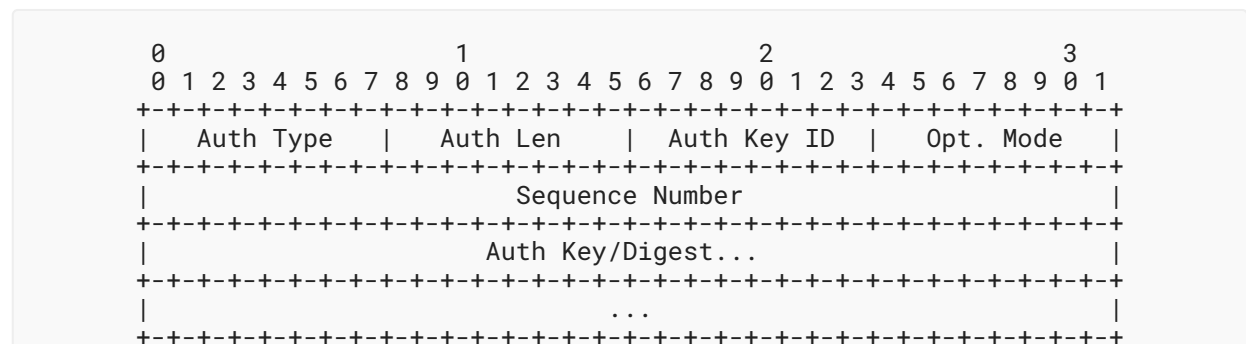 0                   1                   2                   3
0 1 2 3 4 5 6 7 8 9 0 1 2 3 4 5 6 7 8 9 0 1 2 3 4 5 6 7 8 9 0 1
+-+-+-+-+-+-+-+-+-+-+-+-+-+-+-+-+-+-+-+-+-+-+-+-+-+-+-+-+-+-+-+-+
|   Auth Type   |   Auth Len    |  Auth Key ID  |   Opt. Mode   |
+-+-+-+-+-+-+-+-+-+-+-+-+-+-+-+-+-+-+-+-+-+-+-+-+-+-+-+-+-+-+-+-+
|                        Sequence Number                        |
+-+-+-+-+-+-+-+-+-+-+-+-+-+-+-+-+-+-+-+-+-+-+-+-+-+-+-+-+-+-+-+-+
|                      Auth Key/Digest...                       |
+-+-+-+-+-+-+-+-+-+-+-+-+-+-+-+-+-+-+-+-+-+-+-+-+-+-+-+-+-+-+-+-+
|                              ...                              |
+-+-+-+-+-+-+-+-+-+-+-+-+-+-+-+-+-+-+-+-+-+-+-+-+-+-+-+-+-+-+-+-+